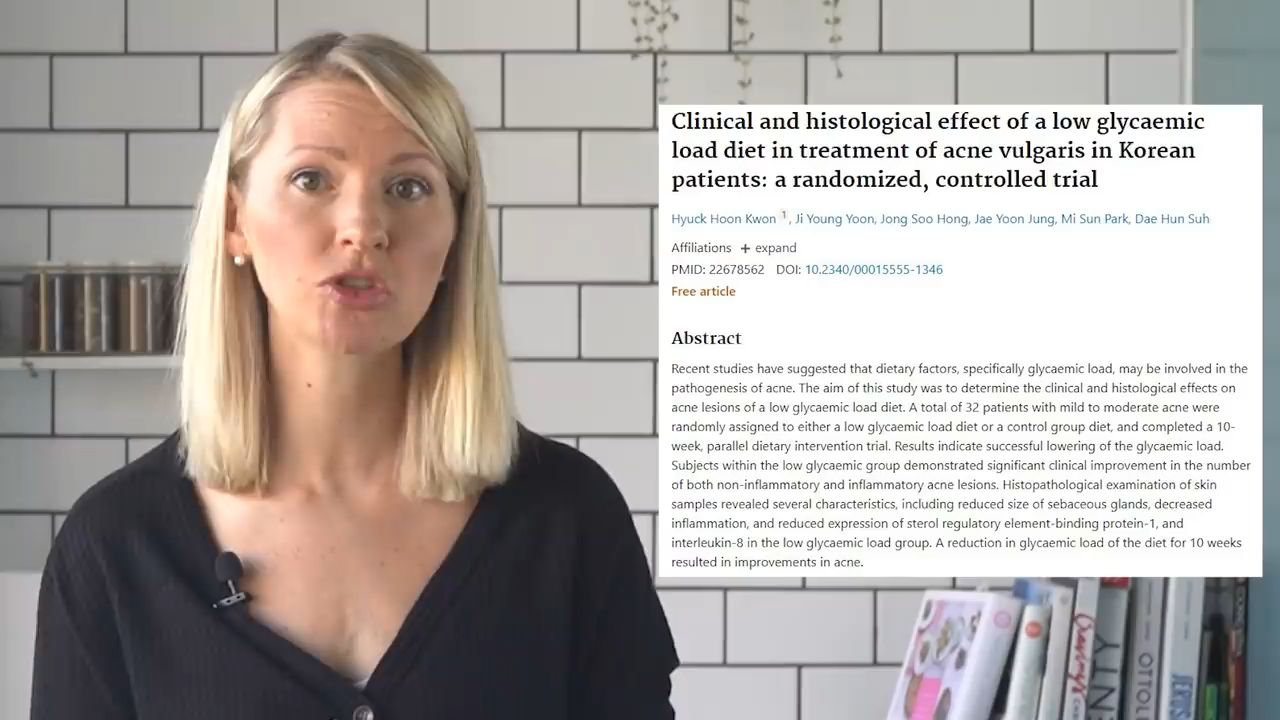 Clinical and histological effect of a low glycaemic
load diet in treatment of acne vulgaris in Korean
patients: a randomized, controlled trial
Hyuck Hoon Kwon 1, Ji Young Yoon, Jong Soo Hong, Jae Yoon Jung, Mi Sun Park, Dae Hun Suh
Affiliations + expand
PMID: 22678562 DOI: 10.2340/00015555-1346
Free article
Abstract
Recent studies have suggested that dietary factors, specifically glycaemic load, may be involved in the
pathogenesis of acne. The aim of this study was to determine the clinical and histological effects on
acne lesions of a low glycaemic load diet. A total of 32 patients with mild to moderate acne were
randomly assigned to either a low glycaemic load diet or a control group diet, and completed a 10-
week, parallel dietary intervention trial. Results indicate successful lowering of the glycaemic load.
Subjects within the low glycaemic group demonstrated significant clinical improvement in the number
of both non-inflammatory and inflammatory acne lesions. Histopathological examination of skin
samples revealed several characteristics, including reduced size of sebaceous glands, decreased
inflammation, and reduced expression of sterol regulatory element-binding protein-1, and
interleukin-8 in the low glycaemic load group. A reduction in glycaemic load of the diet for 10 weeks
resulted in improvements in acne.